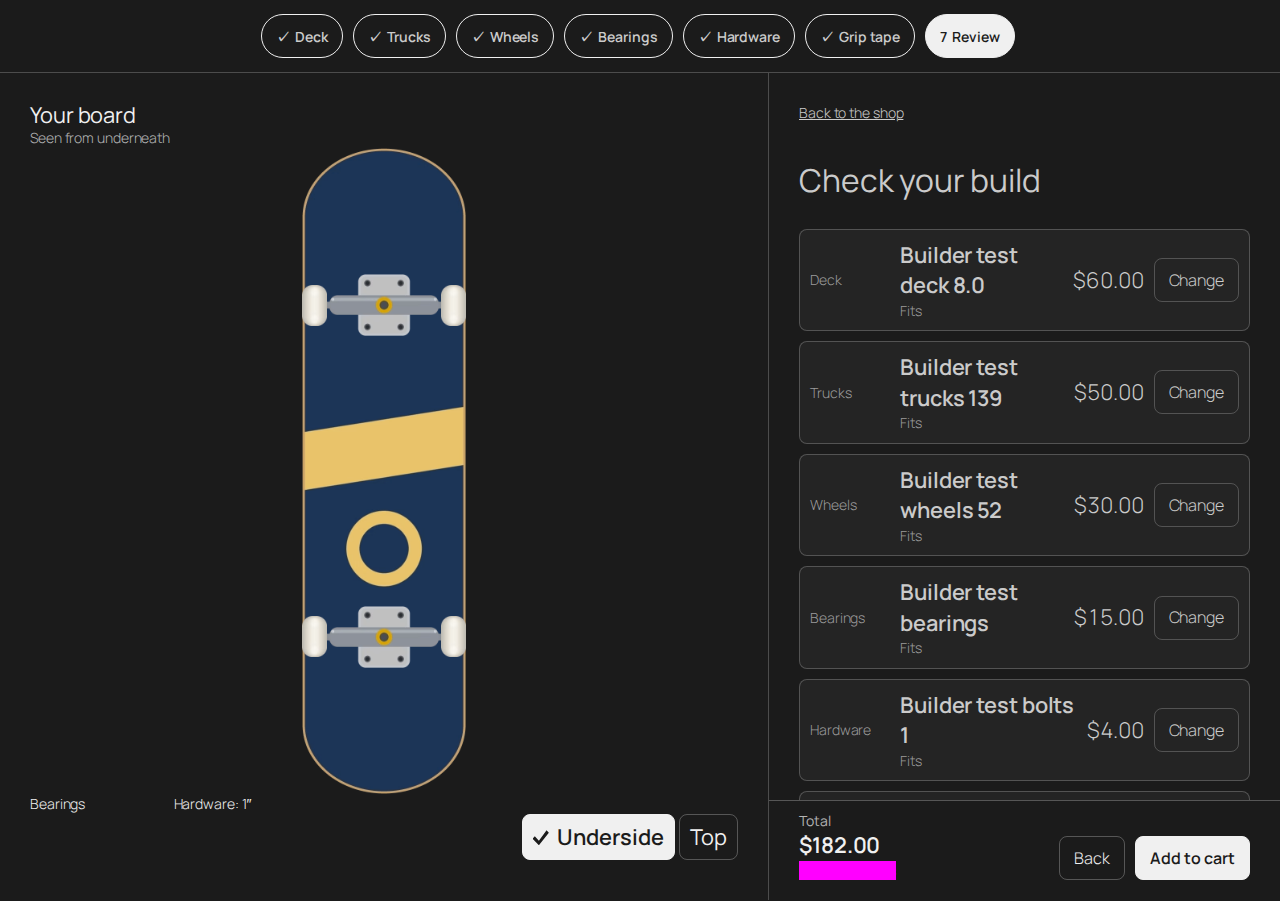 ✓ Deck
✓ Trucks
✓ Wheels
✓ Bearings
✓ Hardware
✓ Grip tape
7 Review
Your board
Seen from underneath
Bearings
Hardware: 1″
✓ Underside
Top
Back to the shop
Check your build
Deck
Builder test
deck 8.0
Fits
$60.00
Change
Trucks
Builder test
trucks 139
Fits
$50.00
Change
Wheels
Builder test
wheels 52
Fits
$30.00
Change
Bearings
Builder test
bearings
Fits
$15.00
Change
Hardware
Builder test bolts
1
Fits
$4.00
Change
Total
$182.00
Back
Add to cart